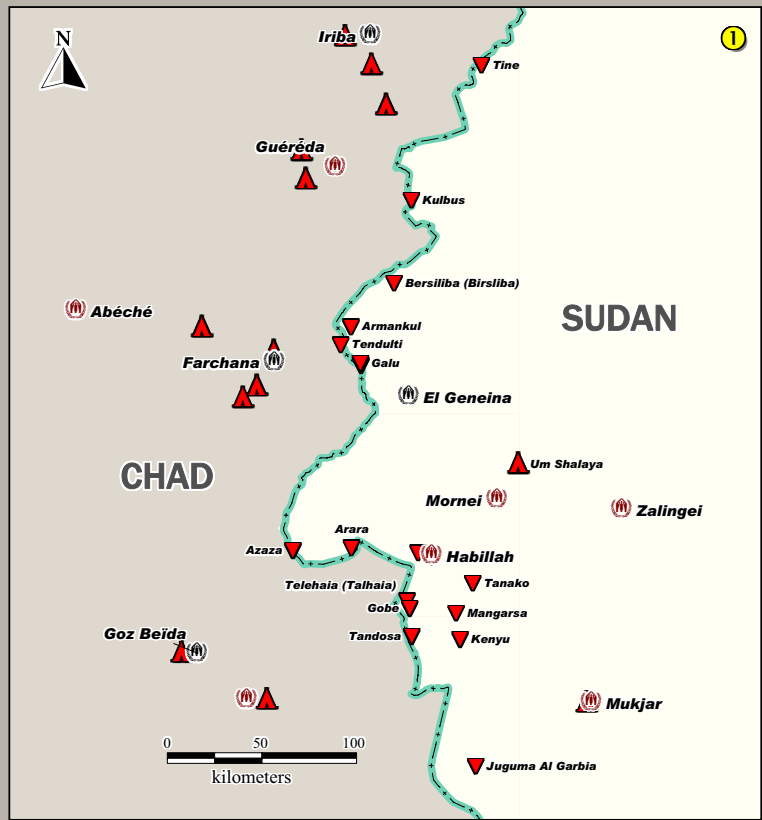 1
N
Iriba
Tine
Guéréda
Kulbus
Bersiliba (Birsliba)
Abéché
SUDAN
Armankul
Tendulti
Farchana
Galu
El Geneina
CHAD
Um Shalaya
Mornei
Zalingei
Arara
Azaza
Habillah
Telehaia (Talhaia)
Tanako
Gobe
Mangarsa
Goz Beïda
Tandosa
Kenyu
Mukjar
0 50 100
kilometers
Juguma Al Garbia